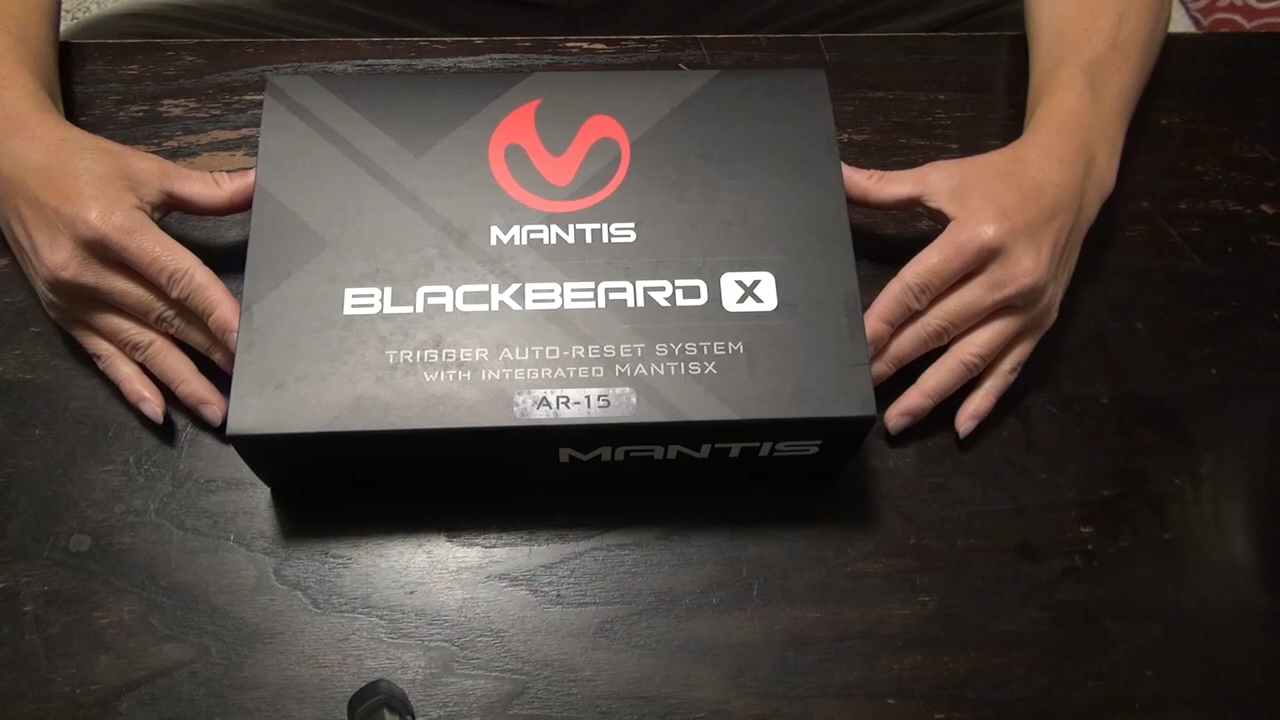 MANTIS
BLACKBEARD X
TRIGGER AUTO-RESET SYSTEM
WITH INTEGRATED MANTISX
AR-15
MANTIS